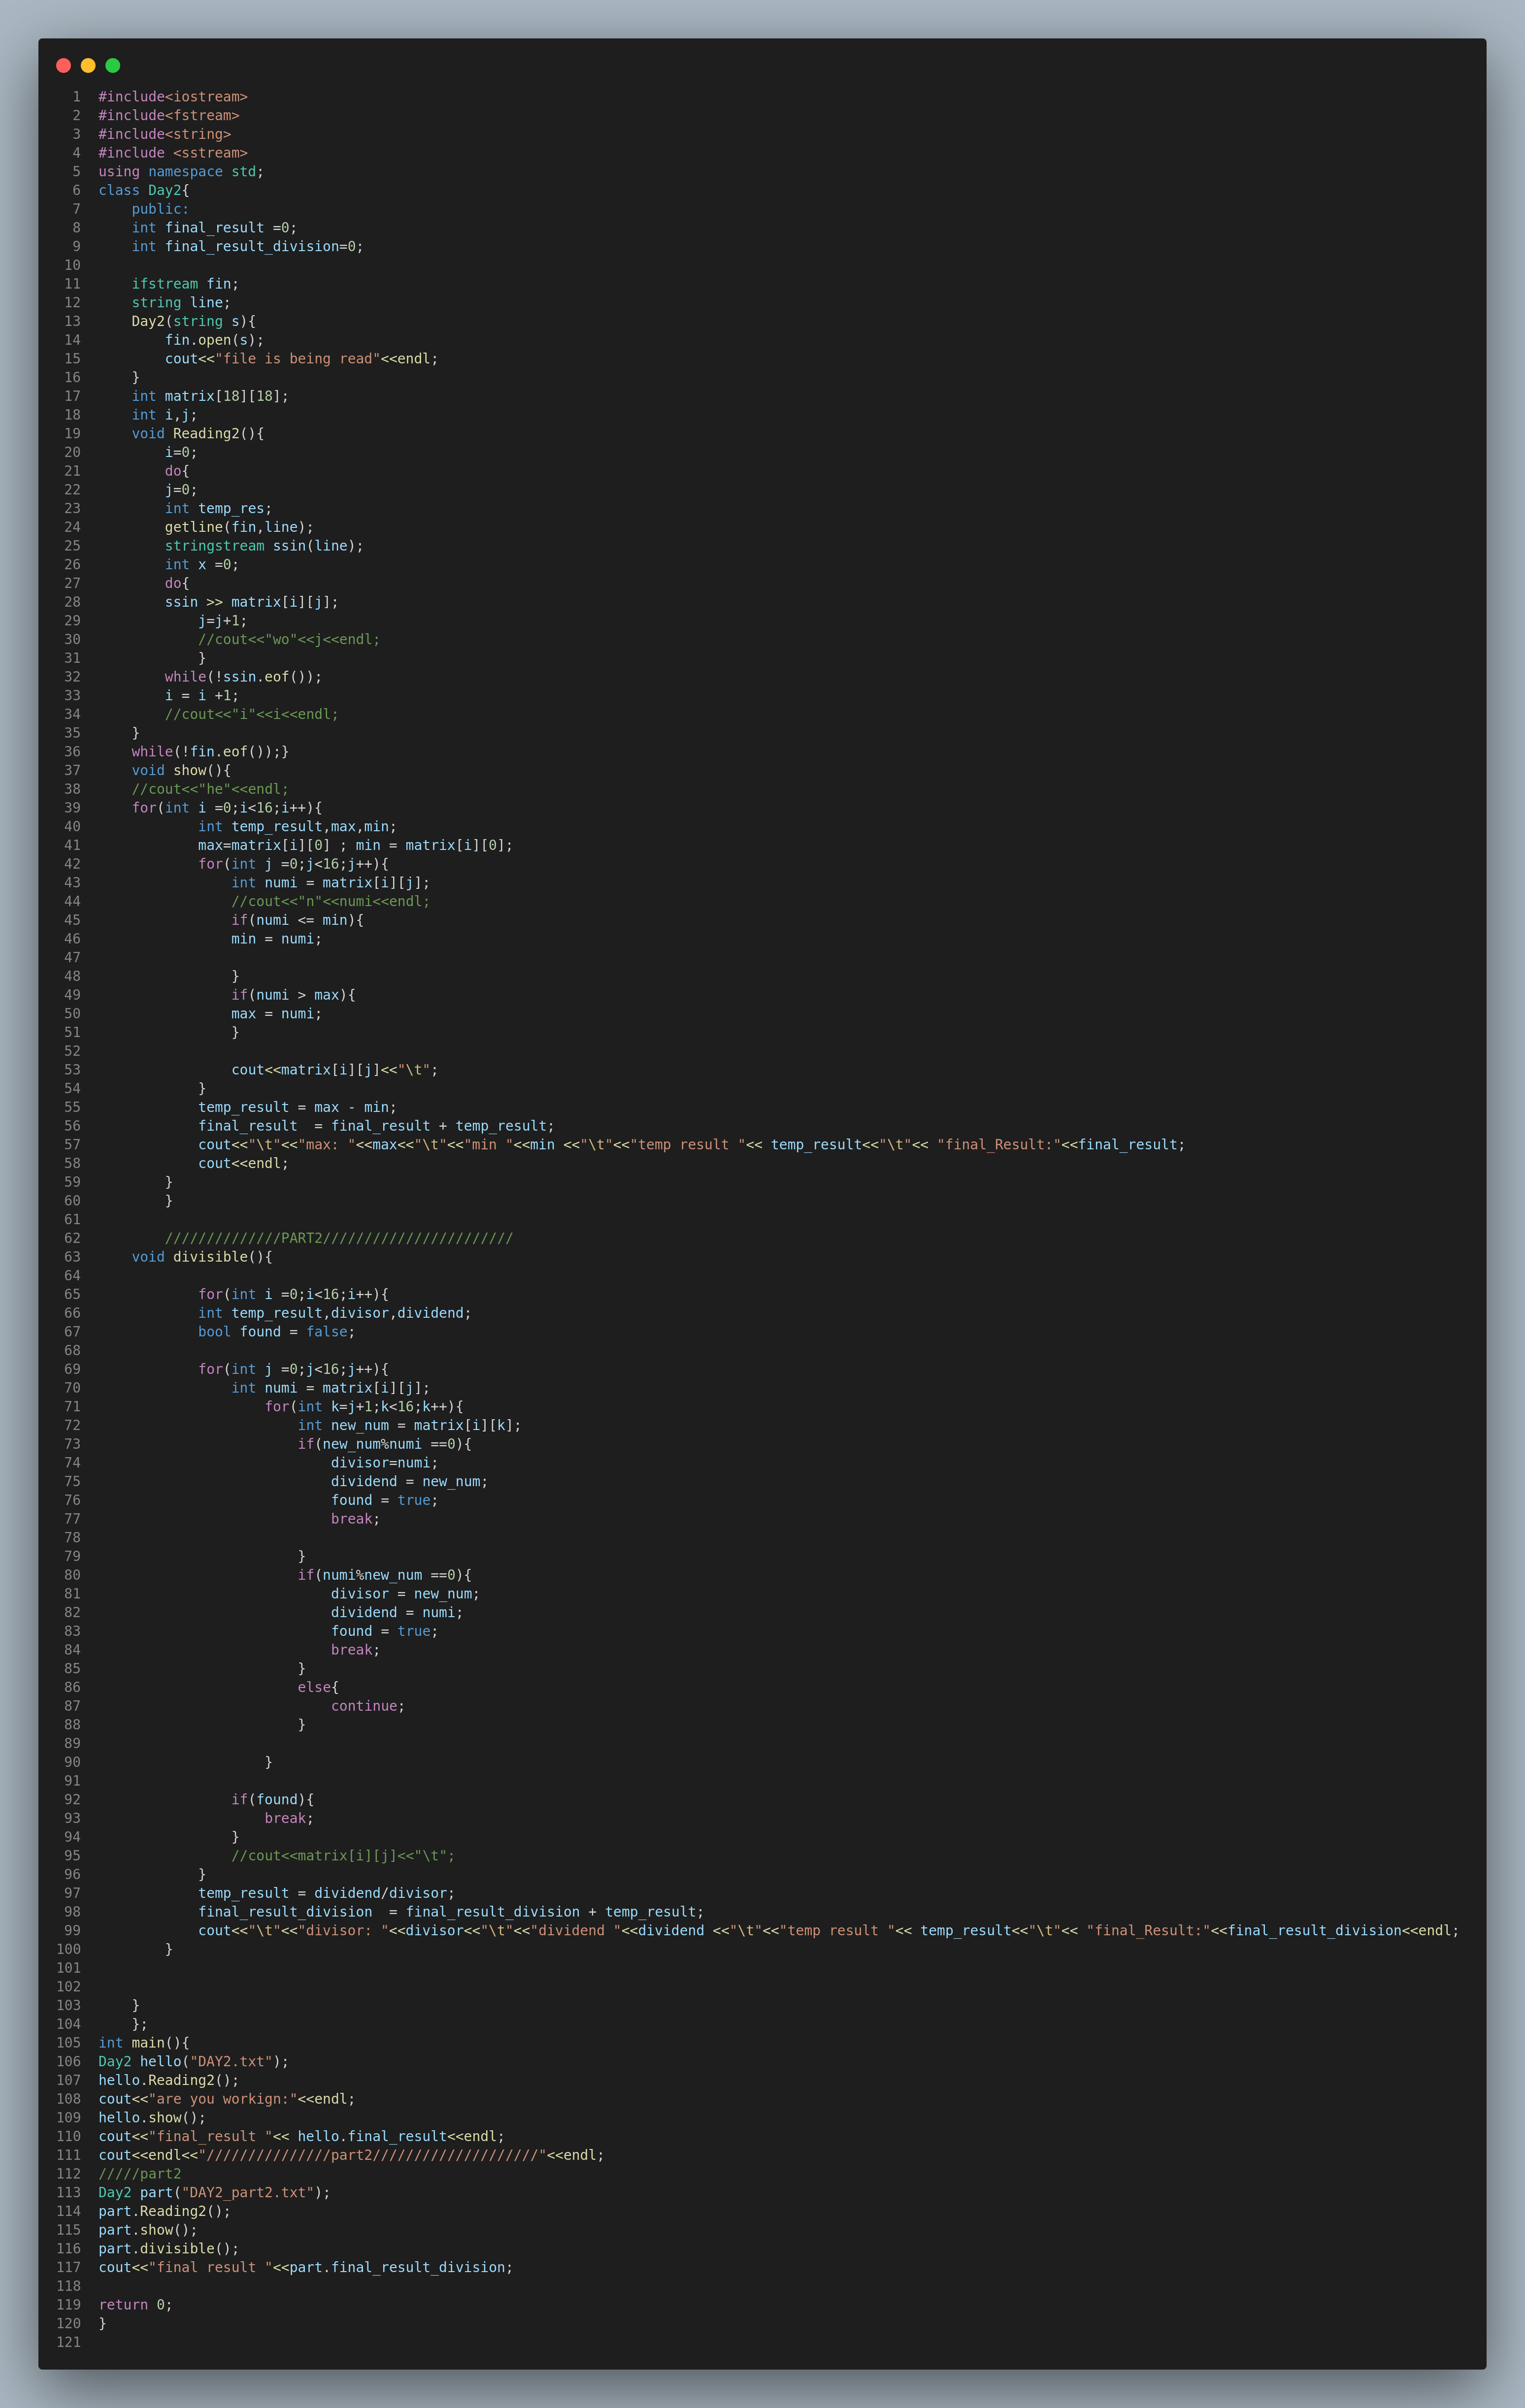 1 #include<iostream>
2 #include<fstream>
3 #include<string>
4 #include <sstream>
5 using namespace std;
6 class Day2{
7     public:
8     int final_result =0;
9     int final_result_division=0;
10
11     ifstream fin;
12     string line;
13     Day2(string s){
14         fin.open(s);
15         cout<<"file is being read"<<endl;
16     }
17     int matrix[18][18];
18     int i,j;
19     void Reading2(){
20         i=0;
21         do{
22         j=0;
23         int temp_res;
24         getline(fin,line);
25         stringstream ssin(line);
26         int x =0;
27         do{
28         ssin >> matrix[i][j];
29             j=j+1;
30             //cout<<"wo"<<j<<endl;
31             }
32         while(!ssin.eof());
33         i = i +1;
34         //cout<<"i"<<i<<endl;
35     }
36     while(!fin.eof());}
37     void show(){
38     //cout<<"he"<<endl;
39     for(int i =0;i<16;i++){
40             int temp_result,max,min;
41             max=matrix[i][0] ; min = matrix[i][0];
42             for(int j =0;j<16;j++){
43                 int numi = matrix[i][j];
44                 //cout<<"n"<<numi<<endl;
45                 if(numi <= min){
46                 min = numi;
47
48                 }
49                 if(numi > max){
50                 max = numi;
51                 }
52
53                 cout<<matrix[i][j]<<"\t";
54             }
55             temp_result = max - min;
56             final_result  = final_result + temp_result;
57             cout<<"\t"<<"max: "<<max<<"\t"<<"min "<<min <<"\t"<<"temp result "<< temp_result<<"\t"<< "final_Result:"<<final_result;
58             cout<<endl;
59         }
60         }
61
62         //////////////PART2///////////////////////
63     void divisible(){
64
65             for(int i =0;i<16;i++){
66             int temp_result,divisor,dividend;
67             bool found = false;
68
69             for(int j =0;j<16;j++){
70                 int numi = matrix[i][j];
71                     for(int k=j+1;k<16;k++){
72                         int new_num = matrix[i][k];
73                         if(new_num%numi ==0){
74                             divisor=numi;
75                             dividend = new_num;
76                             found = true;
77                             break;
78
79                         }
80                         if(numi%new_num ==0){
81                             divisor = new_num;
82                             dividend = numi;
83                             found = true;
84                             break;
85                         }
86                         else{
87                             continue;
88                         }
89
90                     }
91
92                 if(found){
93                     break;
94                 }
95                 //cout<<matrix[i][j]<<"\t";
96             }
97             temp_result = dividend/divisor;
98             final_result_division  = final_result_division + temp_result;
99             cout<<"\t"<<"divisor: "<<divisor<<"\t"<<"dividend "<<dividend <<"\t"<<"temp result "<< temp_result<<"\t"<< "final_Result:"<<final_result_division<<endl;
100         }
101
102
103     }
104     };
105 int main(){
106 Day2 hello("DAY2.txt");
107 hello.Reading2();
108 cout<<"are you workign:"<<endl;
109 hello.show();
110 cout<<"final_result "<< hello.final_result<<endl;
111 cout<<endl<<"///////////////part2////////////////////"<<endl;
112 /////part2
113 Day2 part("DAY2_part2.txt");
114 part.Reading2();
115 part.show();
116 part.divisible();
117 cout<<"final result "<<part.final_result_division;
118
119 return 0;
120 }
121